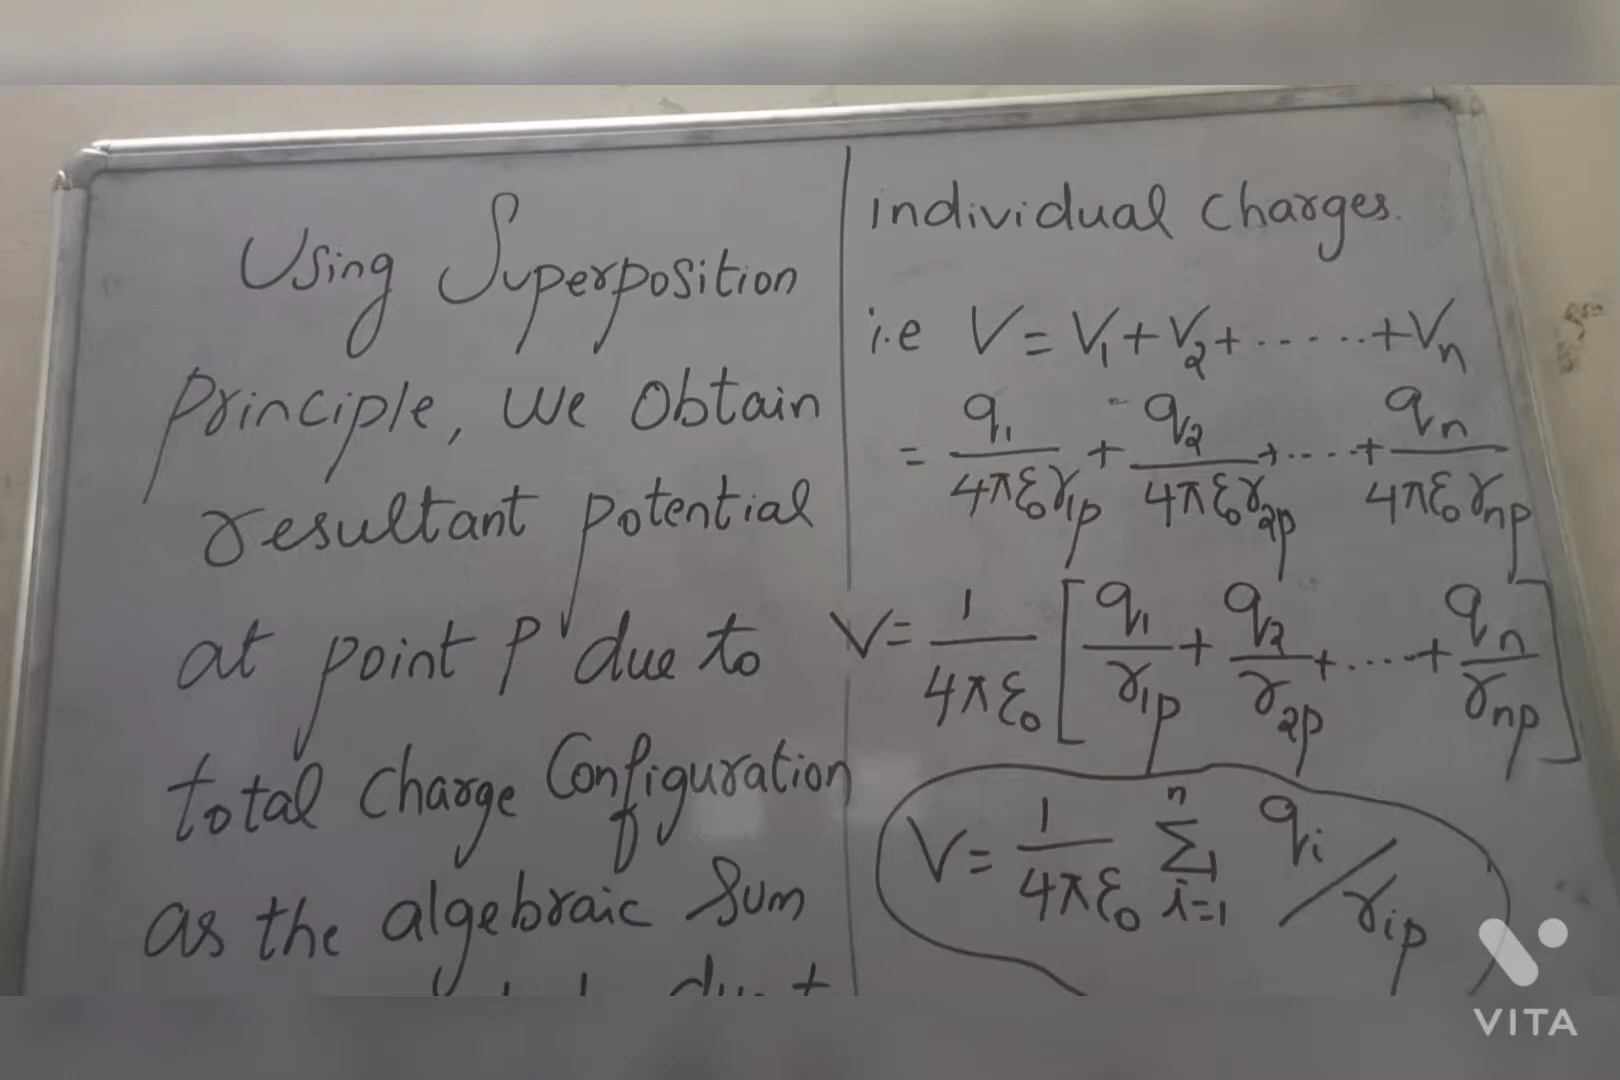 Using Superposition
principle, we obtain
resultant potential
at point P due to
total charge Configuration
as the algebraic Sum
individual charges.
i.e V = V₁ + V₂ + ...... + Vₙ
= q₁/4πε₀r₁ₚ + q₂/4πε₀r₂ₚ + .... + qₙ/4πε₀rₙₚ
V = 1/4πε₀ [q₁/r₁ₚ + q₂/r₂ₚ + ..... + qₙ/rₙₚ]
V = 1/4πε₀ Σⁿᵢ₌₁ qᵢ/rᵢₚ
VITA